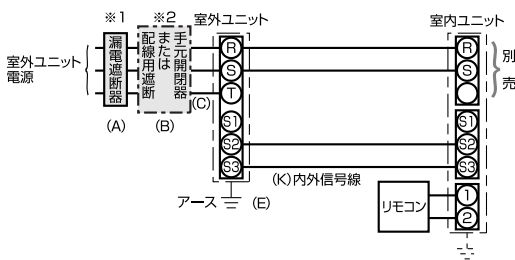 ※1
※2
室外ユニット
室内ユニット
室外ユニット
電源
漏電遮断器
手元開閉器
または
配線用遮断
(A)
(B)
(C)
R
S
T
S1
S2
S3
R
S
S1
S2
S3
1
2
別
売
(K)内外信号線
アース
(E)
リモコン